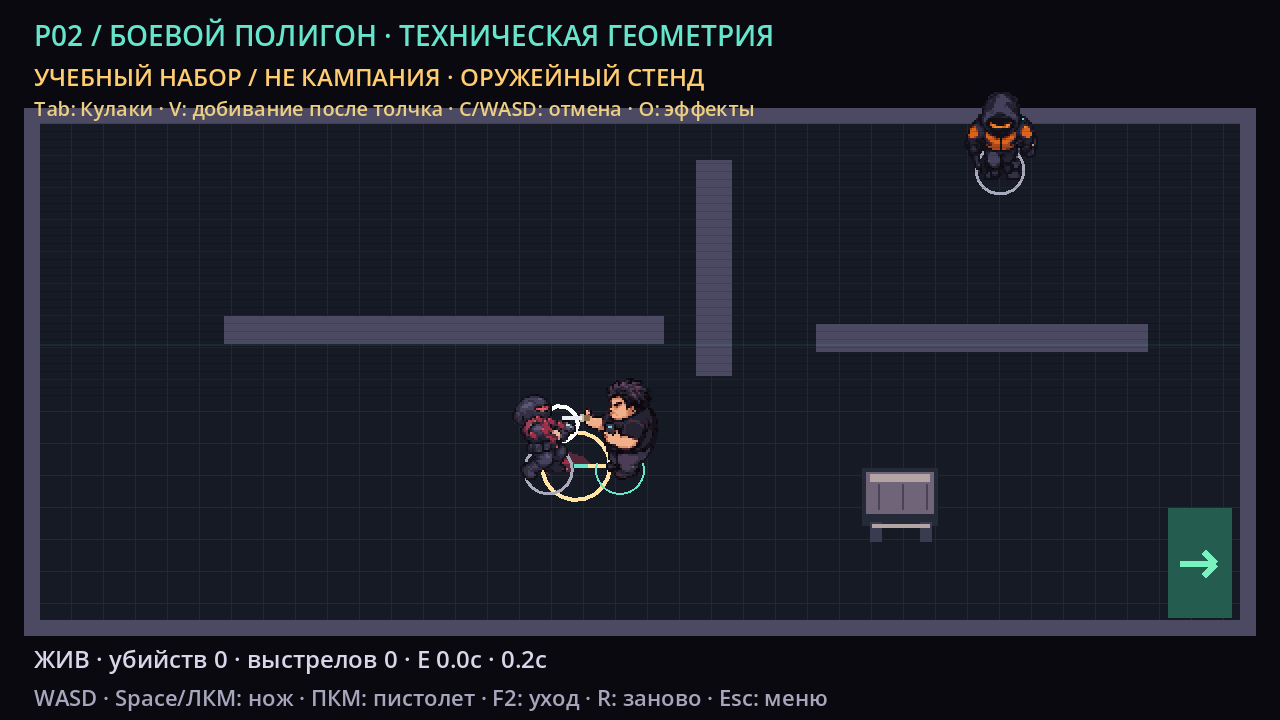 P02 / БОЕВОЙ ПОЛИГОН · ТЕХНИЧЕСКАЯ ГЕОМЕТРИЯ
УЧЕБНЫЙ НАБОР / НЕ КАМПАНИЯ · ОРУЖЕЙНЫЙ СТЕНД
Tab: Кулаки · V: добивание после толчка · C/WASD: отмена · O: эффекты
ЖИВ · убийств 0 · выстрелов 0 · E 0.0с · 0.2с
WASD · Space/ЛКМ: нож · ПКМ: пистолет · F2: уход · R: заново · Esc: меню